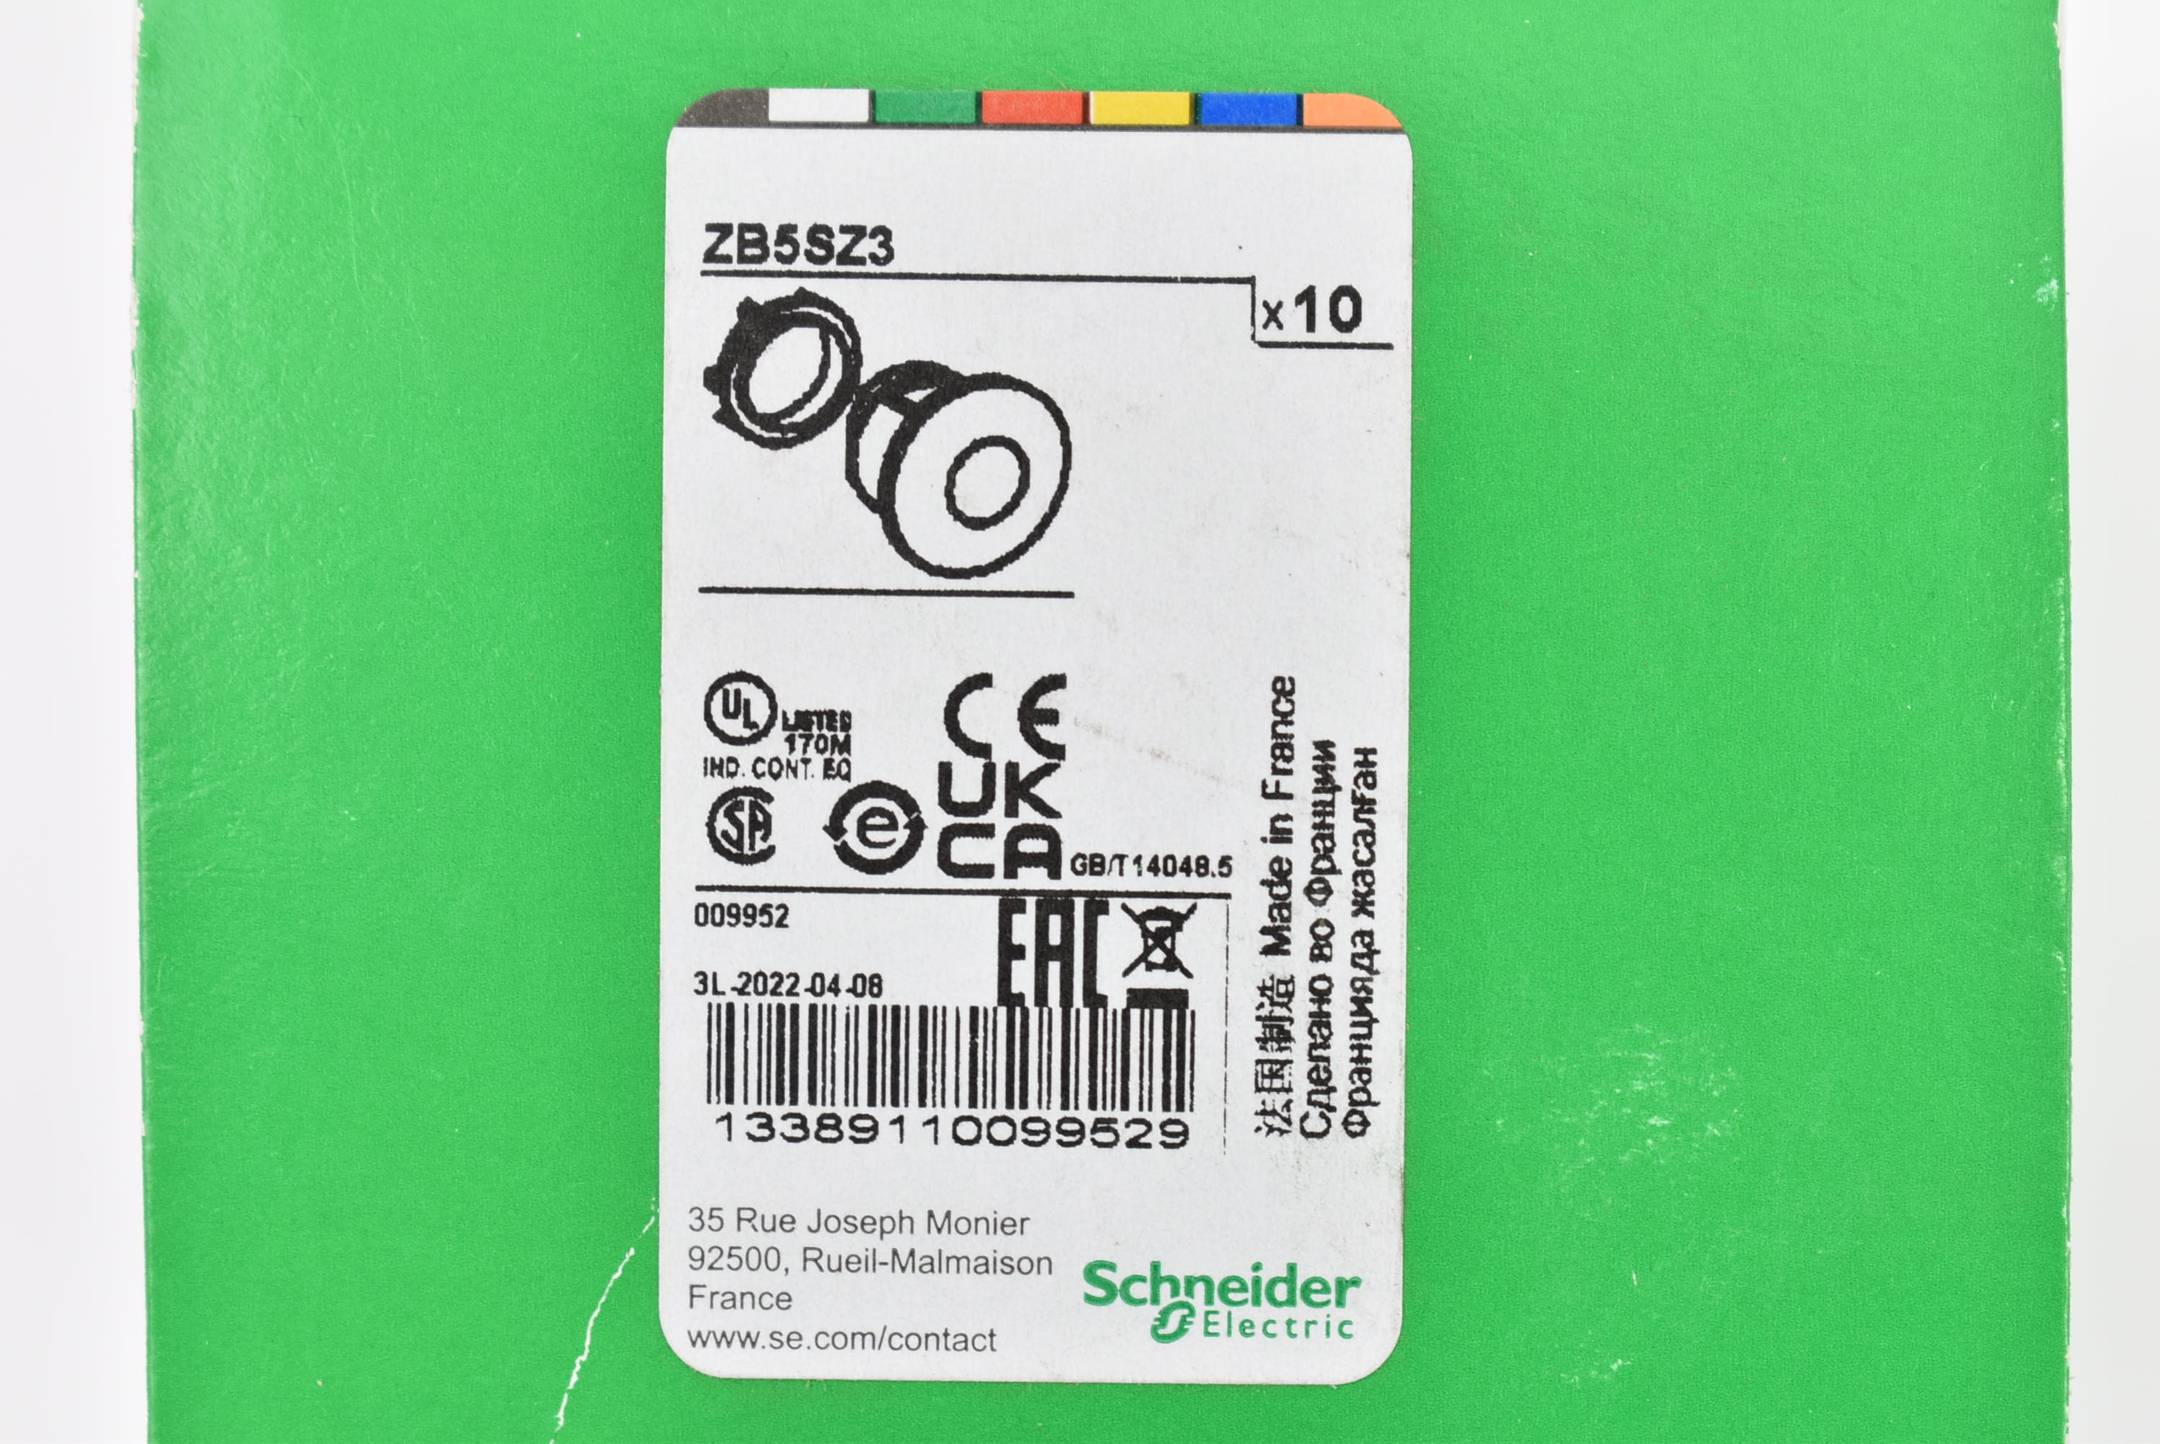 ZB5SZ3
x10
UL LISTED
170M
IND. CONT. EQ
SA
e
CE
UK
CA
GB/T14048.5
009952
EAC
3L-2022-04-08
13389110099529
法国制造 Made in France
Сделано во Франции
Францияда жасалған
35 Rue Joseph Monier
92500, Rueil-Malmaison
France
www.se.com/contact
Schneider
Electric